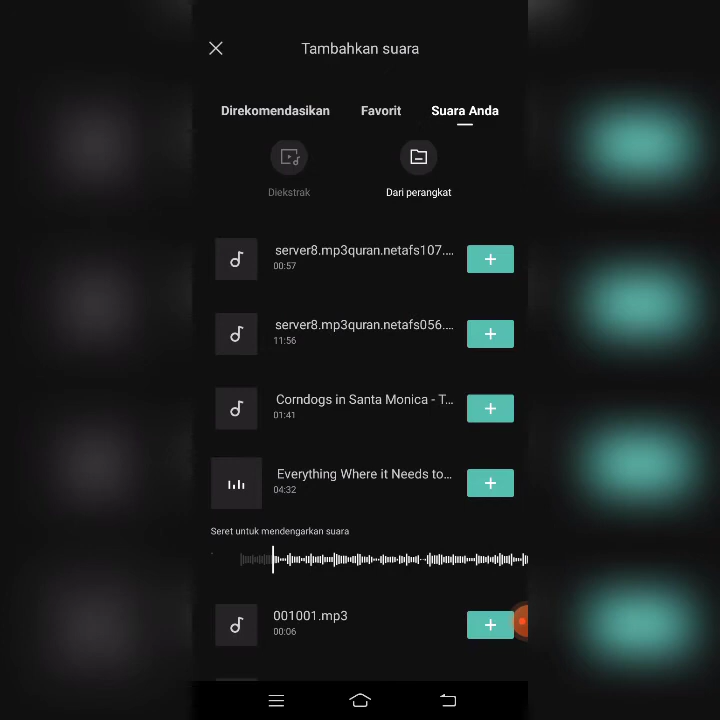 Tambahkan suara
Direkomendasikan Favorit Suara Anda
Diekstrak Dari perangkat
server8.mp3quran.netafs107....
00:57
server8.mp3quran.netafs056....
11:56
Corndogs in Santa Monica - T...
01:41
Everything Where it Needs to...
04:32
Seret untuk mendengarkan suara
001001.mp3
00:06